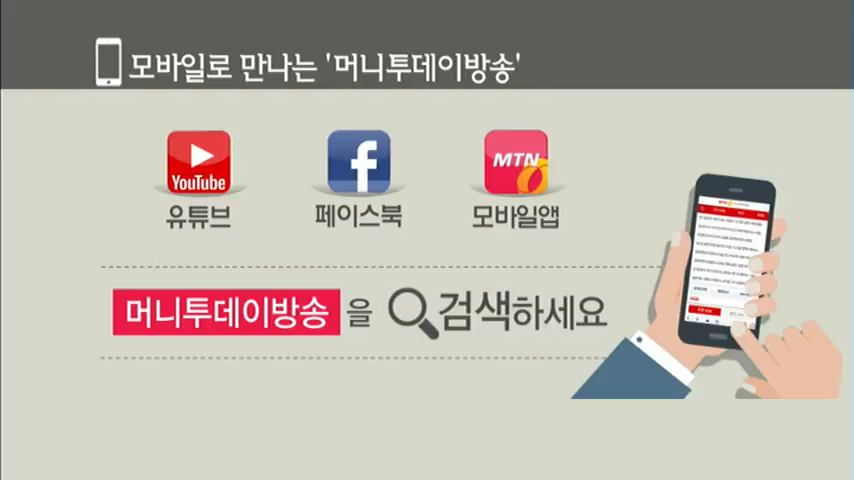 모바일로 만나는 '머니투데이방송'
YouTube
MTN
유튜브
페이스북
모바일앱
머니투데이방송을 검색하세요